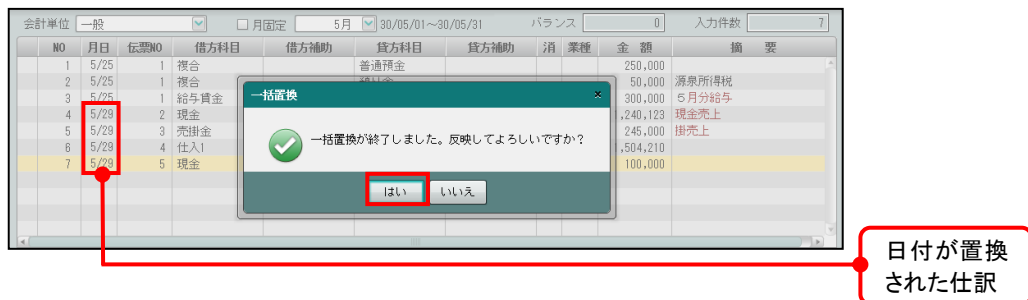 会計単位 一般 月固定 5月 30/05/01～30/05/31 バランス 0 入力件数 7
NO 月日 伝票NO 借方科目 借方補助 貸方科目 貸方補助 消 業種 金 額 摘 要
1 5/25 1 複合 普通預金 250,000
2 5/25 1 複合 50,000 源泉所得税
3 5/25 1 給与賃金 300,000 5月分給与
4 5/29 2 現金 ,240,123 現金売上
5 5/29 3 売掛金 245,000 掛売上
6 5/29 4 仕入1 ,504,210
7 5/29 5 現金 100,000
一括置換 ×
一括置換が終了しました。反映してよろしいですか？
はい いいえ
日付が置換
された仕訳